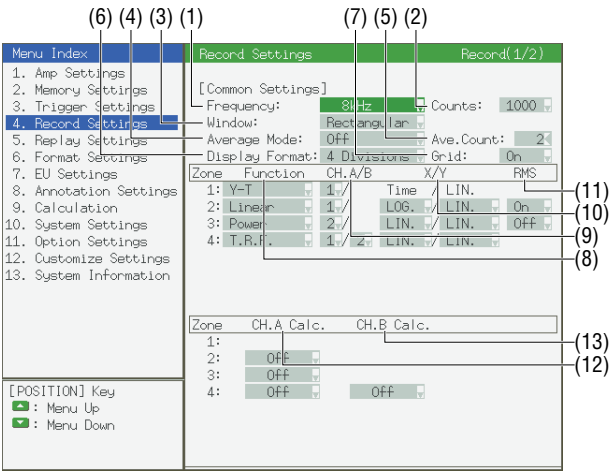 (6) (4) (3) (1) (7) (5) (2)
Menu Index
1. Amp Settings
2. Memory Settings
3. Trigger Settings
4. Record Settings
5. Replay Settings
6. Format Settings
7. EU Settings
8. Annotation Settings
9. Calculation
10. System Settings
11. Option Settings
12. Customize Settings
13. System Information
[POSITION] Key
: Menu Up
: Menu Down
Record Settings Record(1/2)
[Common Settings]
Frequency: 8kHz Counts: 1000
Window: Rectangular
Average Mode: Off Ave.Count: 2
Display Format: 4 Divisions Grid: On
Zone Function CH.A/B X/Y RMS
1: Y-T 1 / Time / LIN.
2: Linear 1 / LOG. / LIN. On
3: Power 2 / LIN. / LIN. Off
4: T.R.F. 1 / 2 LIN. / LIN.
(11)
(10)
(9)
(8)
Zone CH.A Calc. CH.B Calc.
1:
2: Off
3: Off
4: Off Off
(13)
(12)